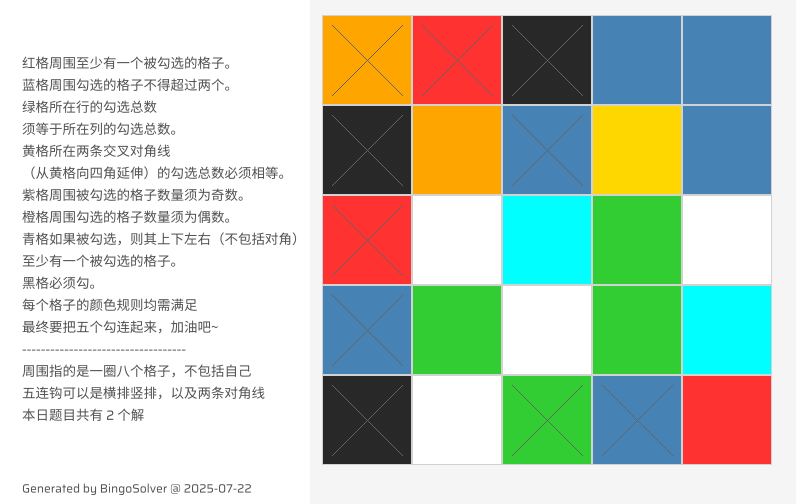 红格周围至少有一个被勾选的格子。
蓝格周围勾选的格子不得超过两个。
绿格所在行的勾选总数
须等于所在列的勾选总数。
黄格所在两条交叉对角线
（从黄格向四角延伸）的勾选总数必须相等。
紫格周围被勾选的格子数量须为奇数。
橙格周围勾选的格子数量须为偶数。
青格如果被勾选，则其上下左右（不包括对角）
至少有一个被勾选的格子。
黑格必须勾。
每个格子的颜色规则均需满足
最终要把五个勾连起来，加油吧~
-----------------------------------
周围指的是一圈八个格子，不包括自己
五连钩可以是横排竖排，以及两条对角线
本日题目共有 2 个解
Generated by BingoSolver @ 2025-07-22